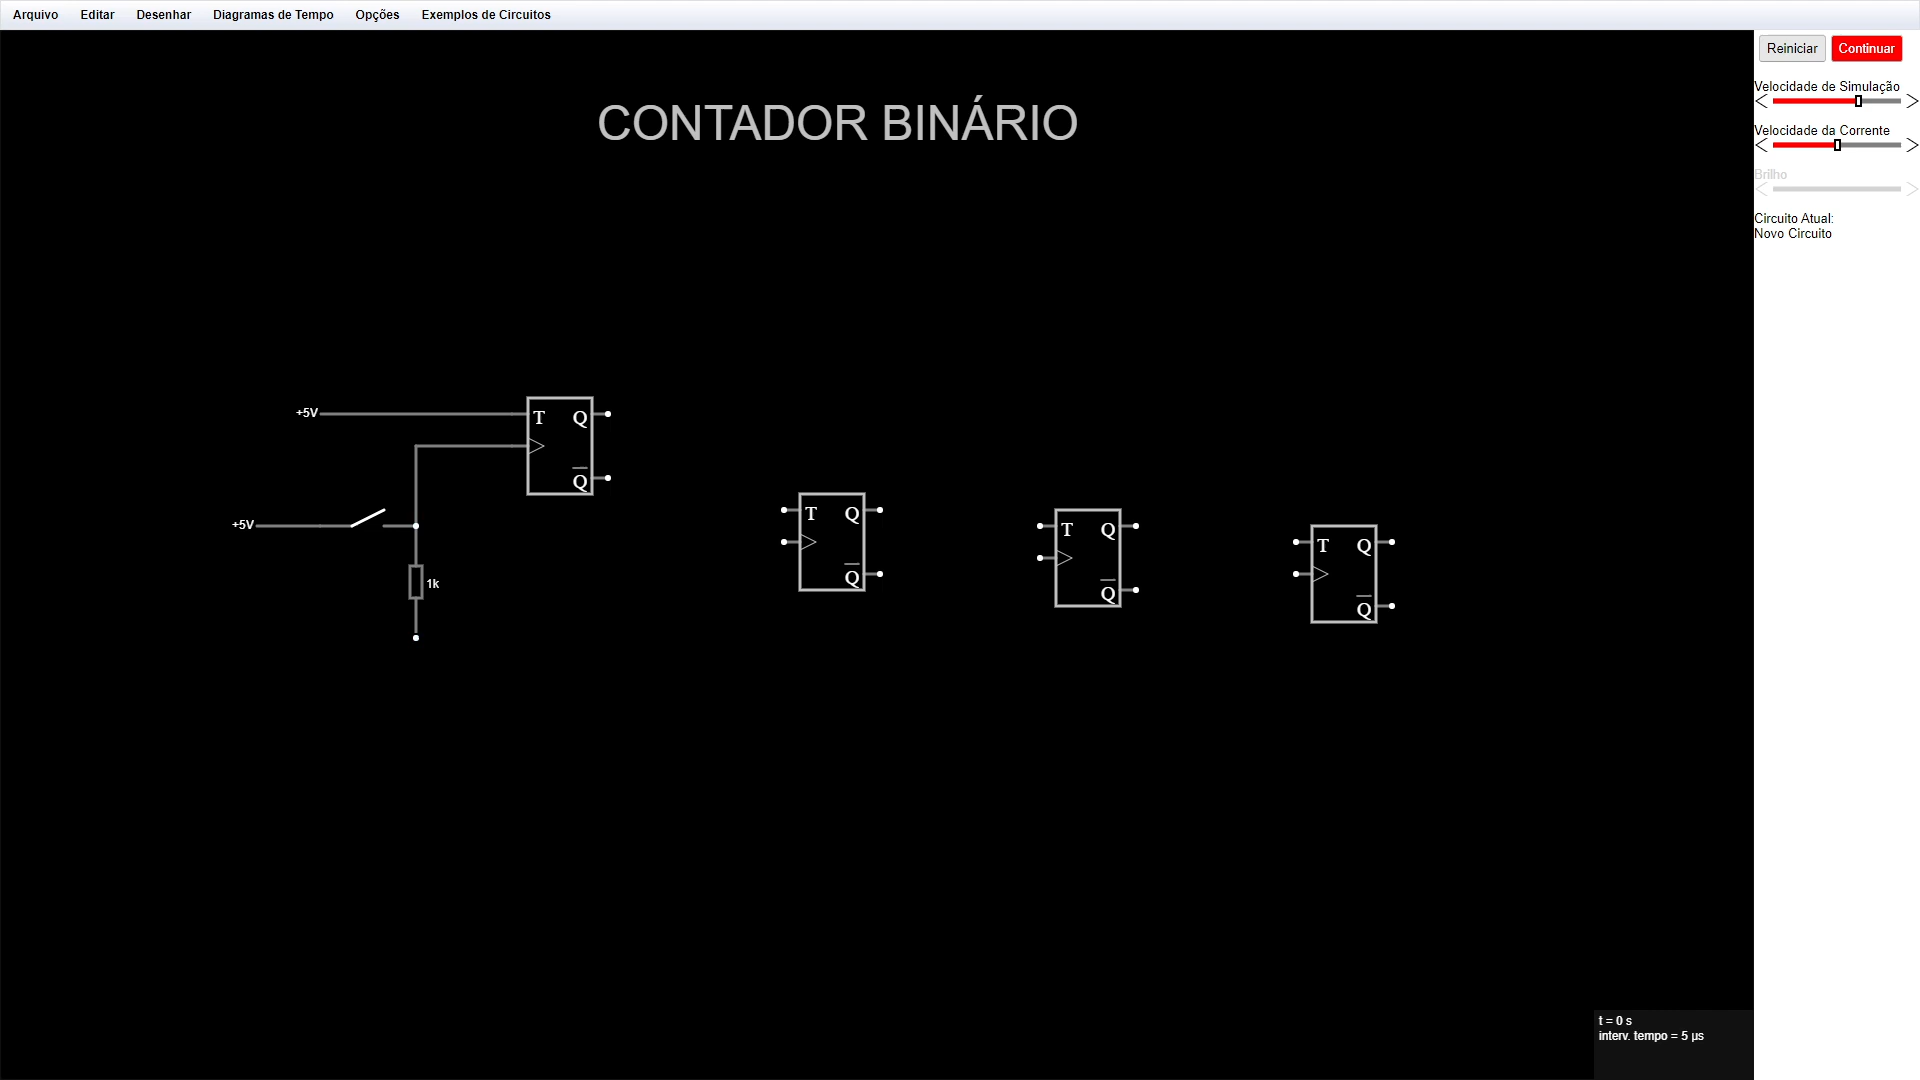 Arquivo Editar Desenhar Diagramas de Tempo Opções Exemplos de Circuitos
Reiniciar Continuar
Velocidade de Simulação
Velocidade da Corrente
Brilho
Circuito Atual:
Novo Circuito
CONTADOR BINÁRIO
+5V
T Q
Q
+5V
1k
T Q
Q
T Q
Q
T Q
Q
t = 0 s
interv. tempo = 5 µs